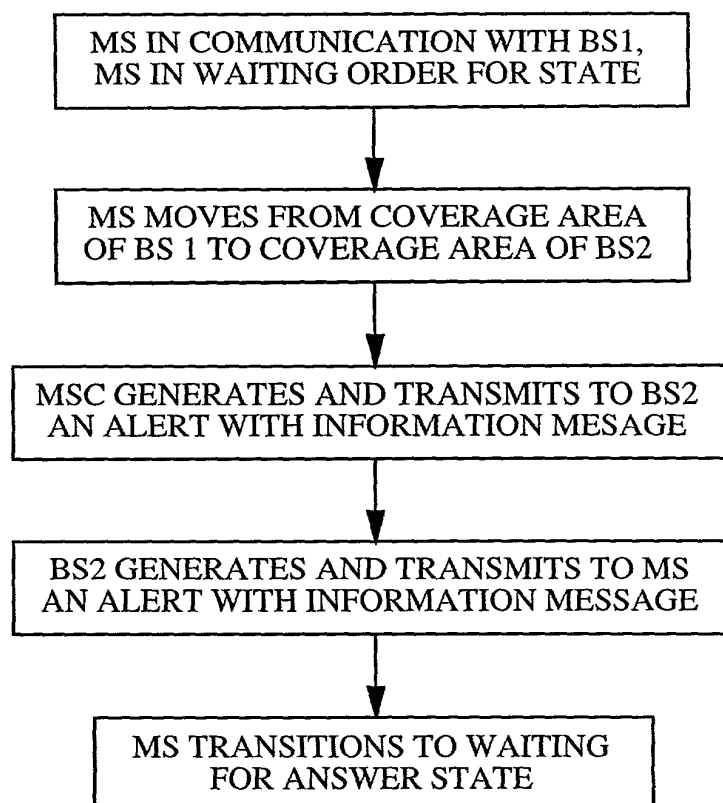 MS IN COMMUNICATION WITH BS1,
MS IN WAITING ORDER FOR STATE
MS MOVES FROM COVERAGE AREA
OF BS 1 TO COVERAGE AREA OF BS2
MSC GENERATES AND TRANSMITS TO BS2
AN ALERT WITH INFORMATION MESAGE
BS2 GENERATES AND TRANSMITS TO MS
AN ALERT WITH INFORMATION MESSAGE
MS TRANSITIONS TO WAITING
FOR ANSWER STATE